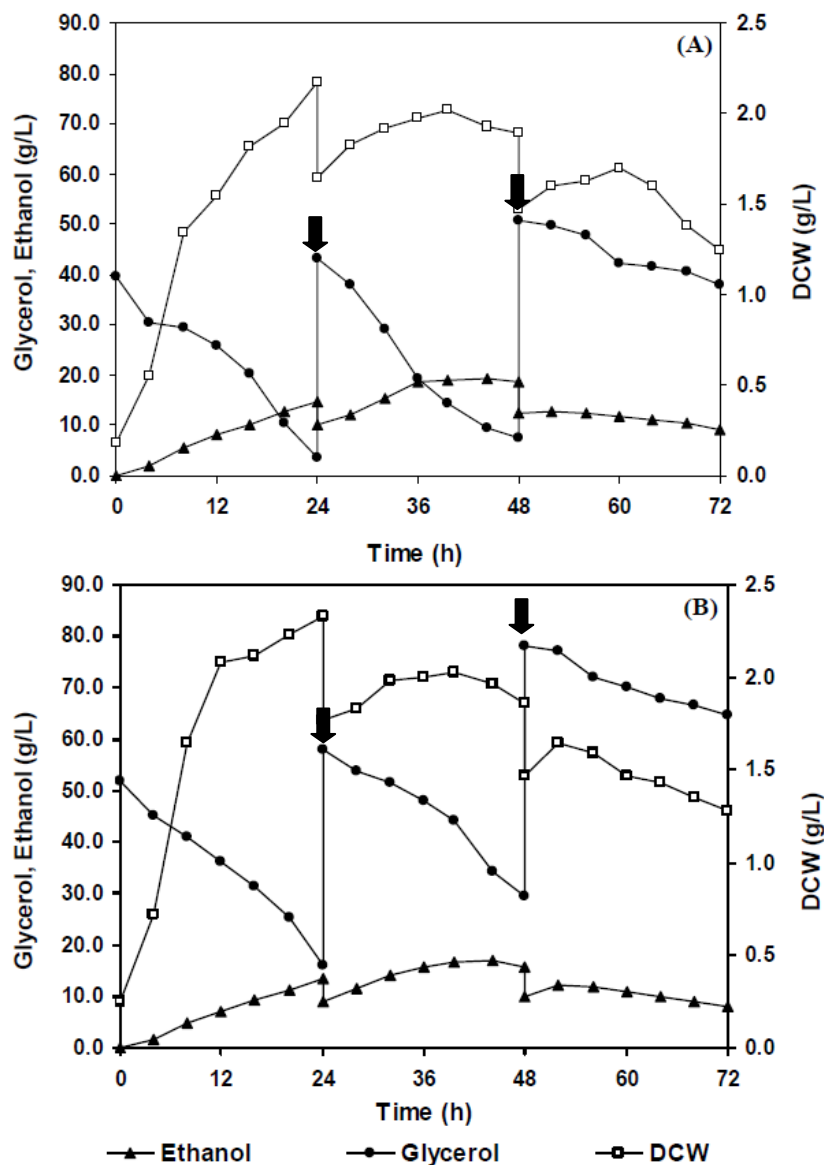 (A)
Glycerol, Ethanol (g/L)
90.0
80.0
70.0
60.0
50.0
40.0
30.0
20.0
10.0
0.0
2.5
2.0
1.5
1.0
0.5
0.0
DCW (g/L)
0 12 24 36 48 60 72
Time (h)
(B)
Glycerol, Ethanol (g/L)
90.0
80.0
70.0
60.0
50.0
40.0
30.0
20.0
10.0
0.0
2.5
2.0
1.5
1.0
0.5
0.0
DCW (g/L)
0 12 24 36 48 60 72
Time (h)
Ethanol Glycerol DCW